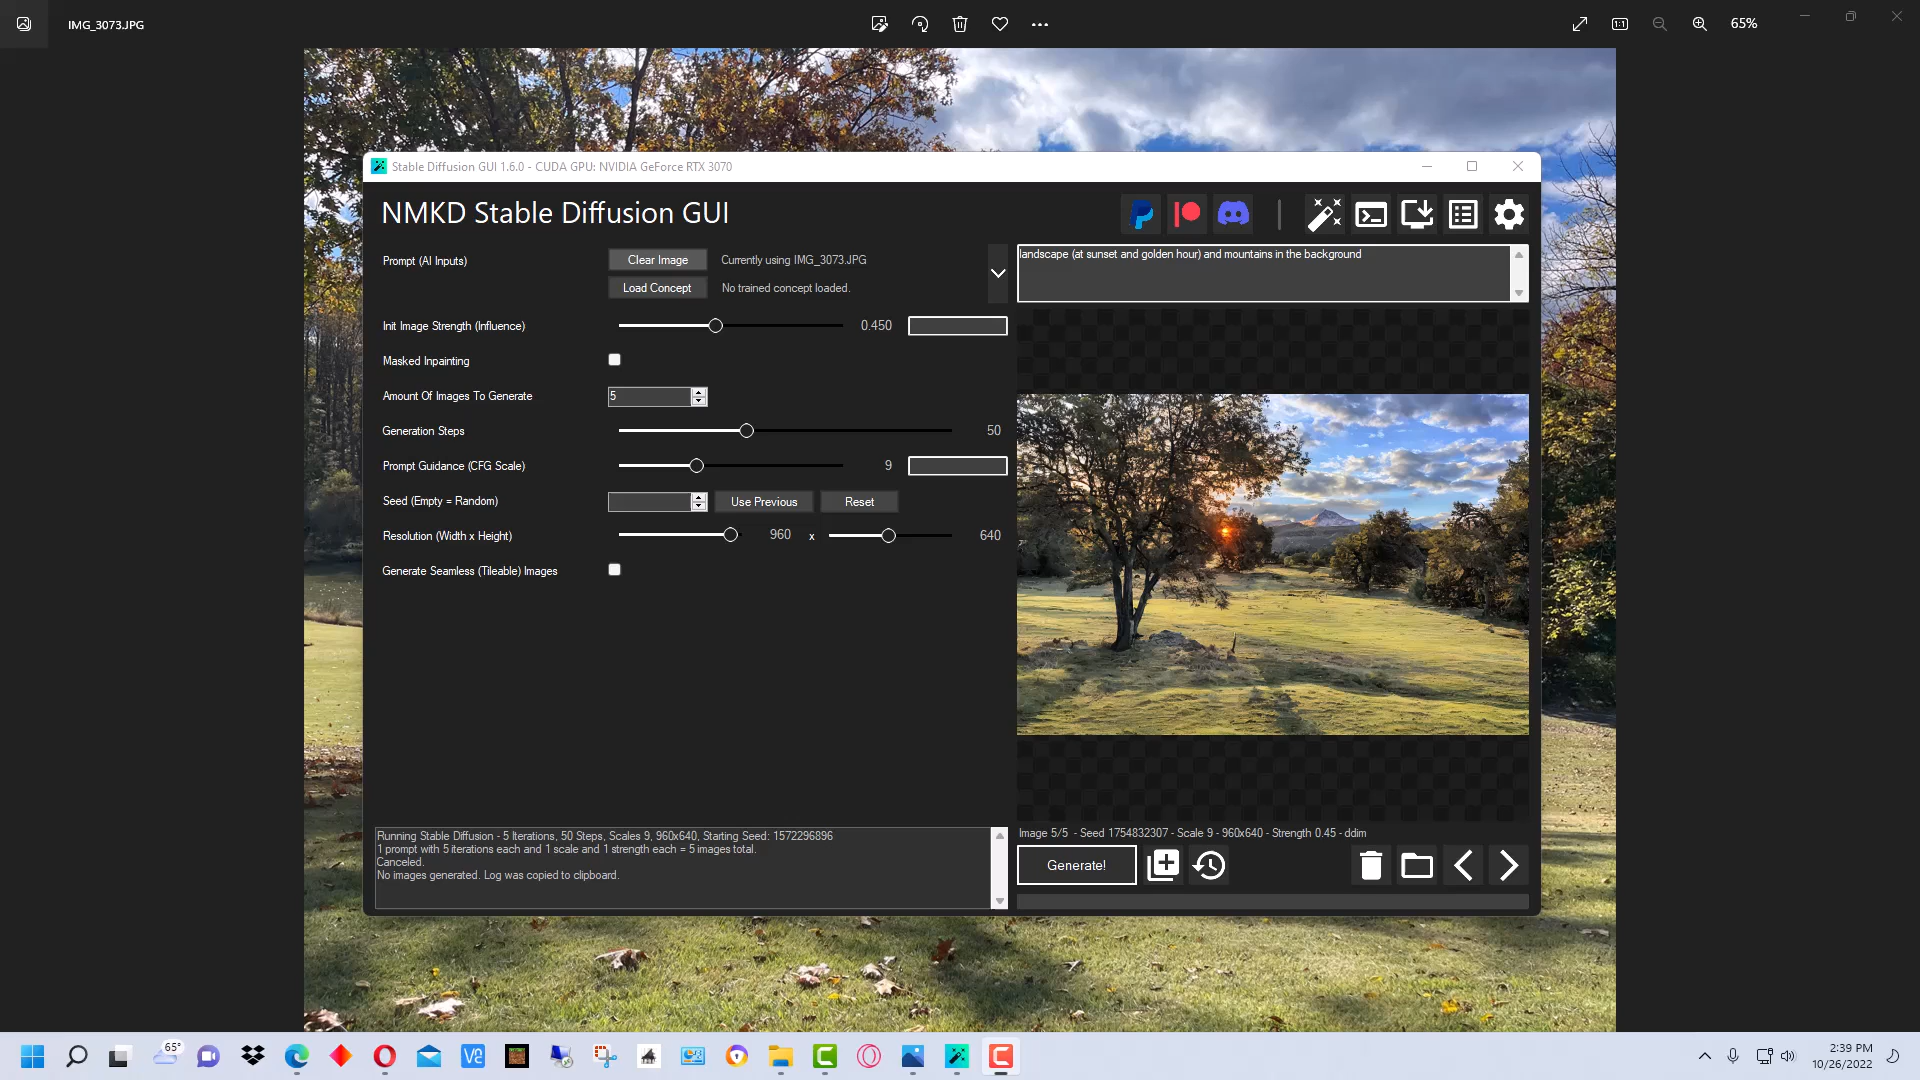 IMG_3073.JPG
65%
Stable Diffusion GUI 1.6.0 - CUDA GPU: NVIDIA GeForce RTX 3070
NMKD Stable Diffusion GUI
Prompt (AI Inputs)
Clear Image
Currently using IMG_3073.JPG
Load Concept
No trained concept loaded.
landscape (at sunset and golden hour) and mountains in the background
Init Image Strength (Influence)
0.450
Masked Inpainting
Amount Of Images To Generate
5
Generation Steps
50
Prompt Guidance (CFG Scale)
9
Seed (Empty = Random)
Use Previous
Reset
Resolution (Width x Height)
960
x
640
Generate Seamless (Tileable) Images
Running Stable Diffusion - 5 Iterations, 50 Steps, Scales 9, 960x640, Starting Seed: 1572296896
1 prompt with 5 iterations each and 1 scale and 1 strength each = 5 images total.
Canceled.
No images generated. Log was copied to clipboard.
Image 5/5 - Seed 1754832307 - Scale 9 - 960x640 - Strength 0.45 - ddim
Generate!
65°
2:39 PM
10/26/2022